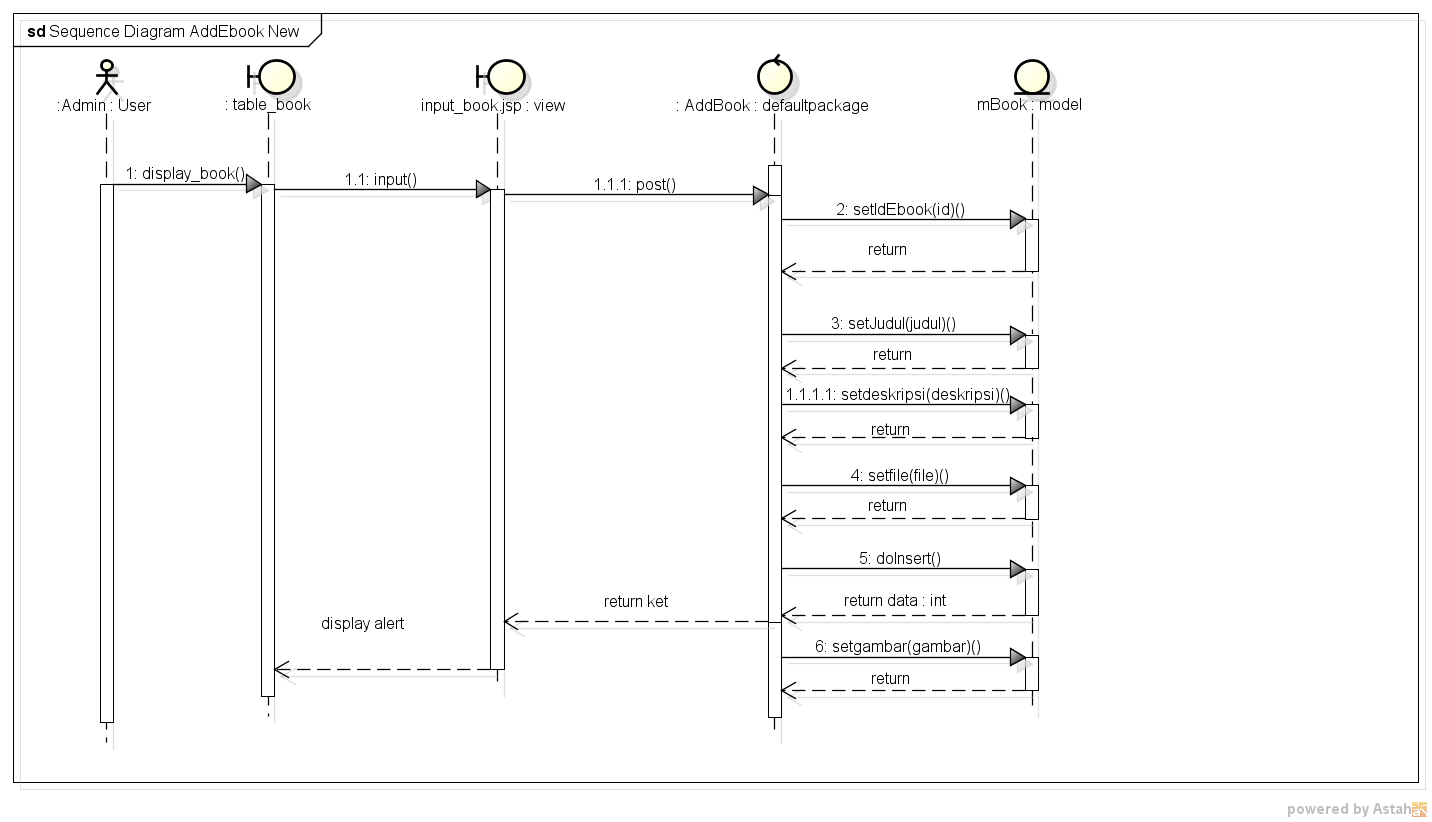 sd Sequence Diagram AddEbook New
: Admin : User
: table_book
input_book.jsp : view
: AddBook : defaultpackage
mBook : model
1: display_book()
1.1: input()
1.1.1: post()
2: setIdEbook(id)()
return
3: setJudul(judul)()
return
1.1.1.1: setdeskripsi(deskripsi)()
return
4: setfile(file)()
return
5: doInsert()
return data : int
return ket
display alert
6: setgambar(gambar)()
return
powered by Astah